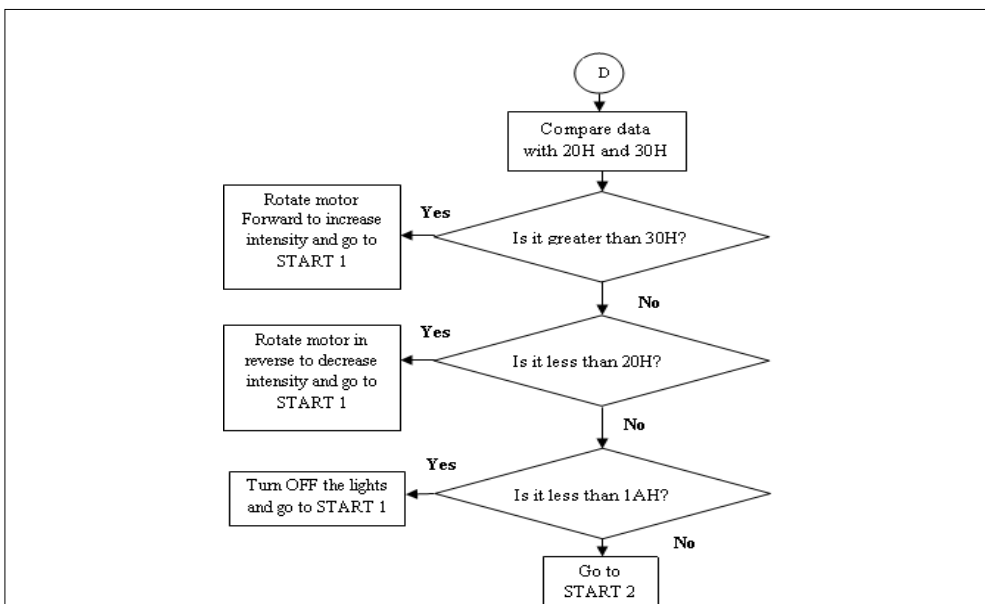 D
Compare data
with 20H and 30H
Rotate motor
Forward to increase
intensity and go to
START 1
Yes
Is it greater than 30H?
No
Rotate motor in
reverse to decrease
intensity and go to
START 1
Yes
Is it less than 20H?
No
Turn OFF the lights
and go to START 1
Yes
Is it less than 1AH?
No
Go to
START 2